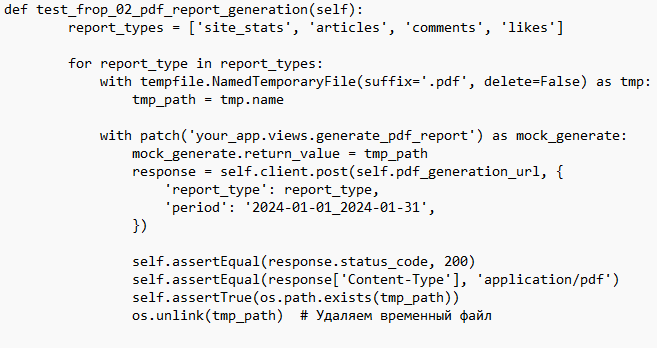 def test_frop_02_pdf_report_generation(self):
        report_types = ['site_stats', 'articles', 'comments', 'likes']

        for report_type in report_types:
            with tempfile.NamedTemporaryFile(suffix='.pdf', delete=False) as tmp:
                tmp_path = tmp.name

            with patch('your_app.views.generate_pdf_report') as mock_generate:
                mock_generate.return_value = tmp_path
                response = self.client.post(self.pdf_generation_url, {
                    'report_type': report_type,
                    'period': '2024-01-01_2024-01-31',
                })

                self.assertEqual(response.status_code, 200)
                self.assertEqual(response['Content-Type'], 'application/pdf')
                self.assertTrue(os.path.exists(tmp_path))
                os.unlink(tmp_path)  # Удаляем временный файл